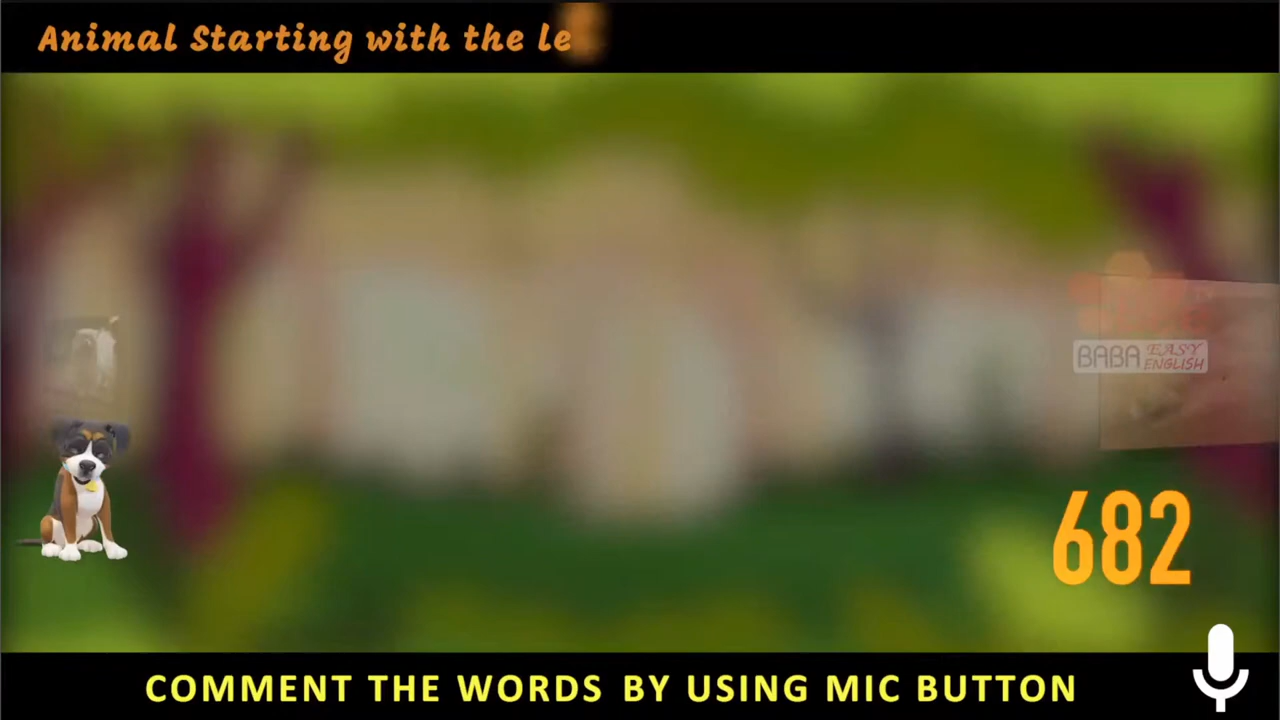 Animal Starting with the le
BABA EASY ENGLISH
682
COMMENT THE WORDS BY USING MIC BUTTON